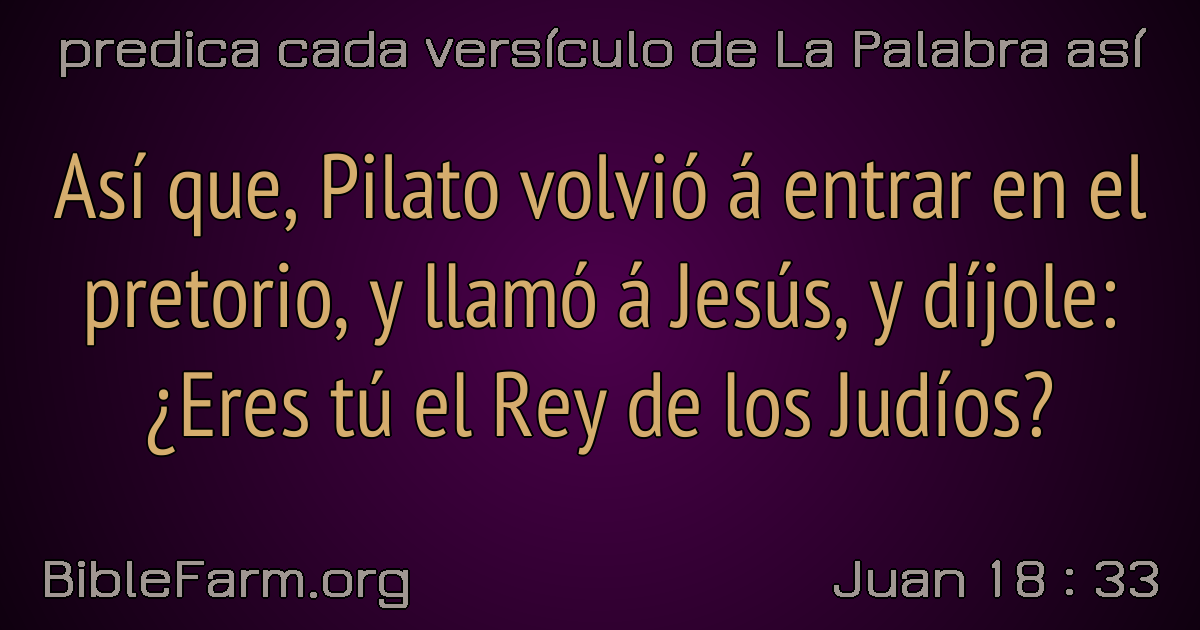 predica cada versículo de La Palabra así
Así que, Pilato volvió á entrar en el
pretorio, y llamó á Jesús, y díjole:
¿Eres tú el Rey de los Judíos?
BibleFarm.org
Juan 18 : 33